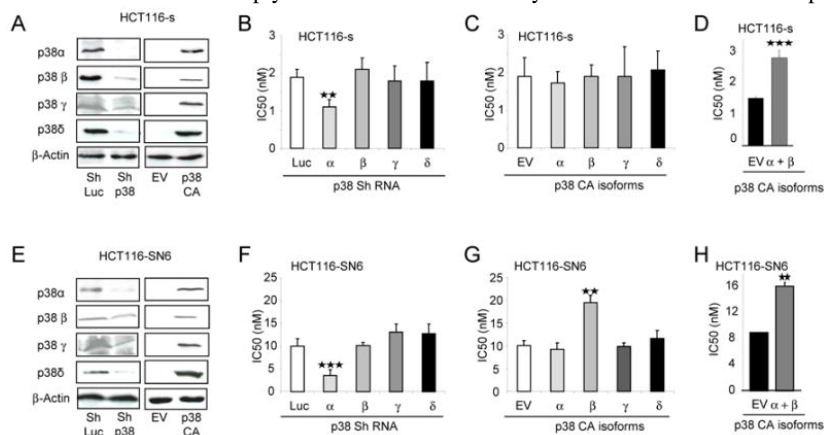 A
HCT116-s
p38α
p38 β
p38 γ
p38δ
β-Actin
Sh Sh EV p38
Luc p38 CA
B
HCT116-s
IC50 (nM)
3
2
1
0
★★
Luc α β γ δ
p38 Sh RNA
C
HCT116-s
IC50 (nM)
3
2
1
0
EV α β γ δ
p38 CA isoforms
D
HCT116-s
IC50 (nM)
3
2
1
0
★★★
EV α + β
p38 CA isoforms
E
HCT116-SN6
p38α
p38 β
p38 γ
p38δ
β-Actin
Sh Sh EV p38
Luc p38 CA
F
HCT116-SN6
IC50 (nM)
25
20
15
10
5
0
★★★
Luc α β γ δ
p38 Sh RNA
G
HCT116-SN6
IC50 (nM)
25
20
15
10
5
0
★★
EV α β γ δ
p38 CA isoforms
H
HCT116-SN6
IC50 (nM)
16
12
8
4
0
★★
EV α + β
p38 CA isoforms